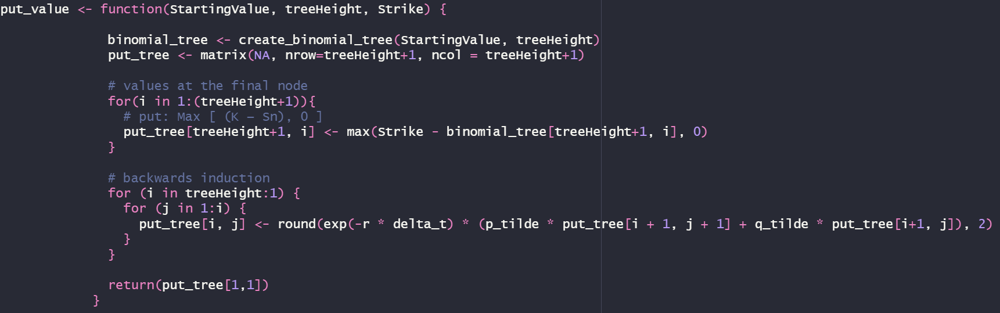 put_value <- function(StartingValue, treeHeight, Strike) {
binomial_tree <- create_binomial_tree(StartingValue, treeHeight)
put_tree <- matrix(NA, nrow=treeHeight+1, ncol = treeHeight+1)
# values at the final node
for(i in 1:(treeHeight+1)){
# put: Max [ (K – Sn), 0 ]
put_tree[treeHeight+1, i] <- max(Strike - binomial_tree[treeHeight+1, i], 0)
}
# backwards induction
for (i in treeHeight:1) {
for (j in 1:i) {
put_tree[i, j] <- round(exp(-r * delta_t) * (p_tilde * put_tree[i + 1, j + 1] + q_tilde * put_tree[i+1, j]), 2)
}
}
return(put_tree[1,1])
}